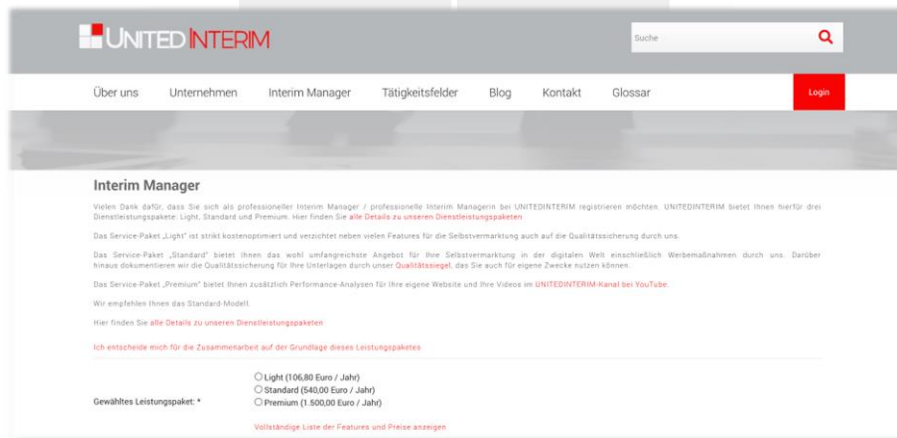 UNITED INTERIM
Suche
Über uns Unternehmen Interim Manager Tätigkeitsfelder Blog Kontakt Glossar Login
Interim Manager
Vielen Dank dafür, dass Sie sich als professioneller Interim Manager / professionelle Interim Managerin bei UNITEDINTERIM registrieren möchten. UNITEDINTERIM bietet Ihnen hierfür drei
Dienstleistungspakete: Light, Standard und Premium. Hier finden Sie alle Details zu unseren Dienstleistungspaketen
Das Service-Paket „Light" ist strikt kostenoptimiert und verzichtet neben vielen Features für die Selbstvermarktung auch auf die Qualitätssicherung durch uns.
Das Service-Paket „Standard" bietet Ihnen das wohl umfangreichste Angebot für Ihre Selbstvermarktung in der digitalen Welt einschließlich Werbemaßnahmen durch uns. Darüber
hinaus dokumentieren wir die Qualitätssicherung für Ihre Unterlagen durch unser Qualitätssiegel, das Sie auch für eigene Zwecke nutzen können.
Das Service-Paket „Premium" bietet Ihnen zusätzlich Performance-Analysen für Ihre eigene Website und Ihre Videos im UNITEDINTERIM-Kanal bei YouTube.
Wir empfehlen Ihnen das Standard-Modell.
Hier finden Sie alle Details zu unseren Dienstleistungspaketen
Ich entscheide mich für die Zusammenarbeit auf der Grundlage dieses Leistungspaketes
Gewähltes Leistungspaket: *
Light (106,80 Euro / Jahr)
Standard (540,00 Euro / Jahr)
Premium (1.500,00 Euro / Jahr)
Vollständige Liste der Features und Preise anzeigen